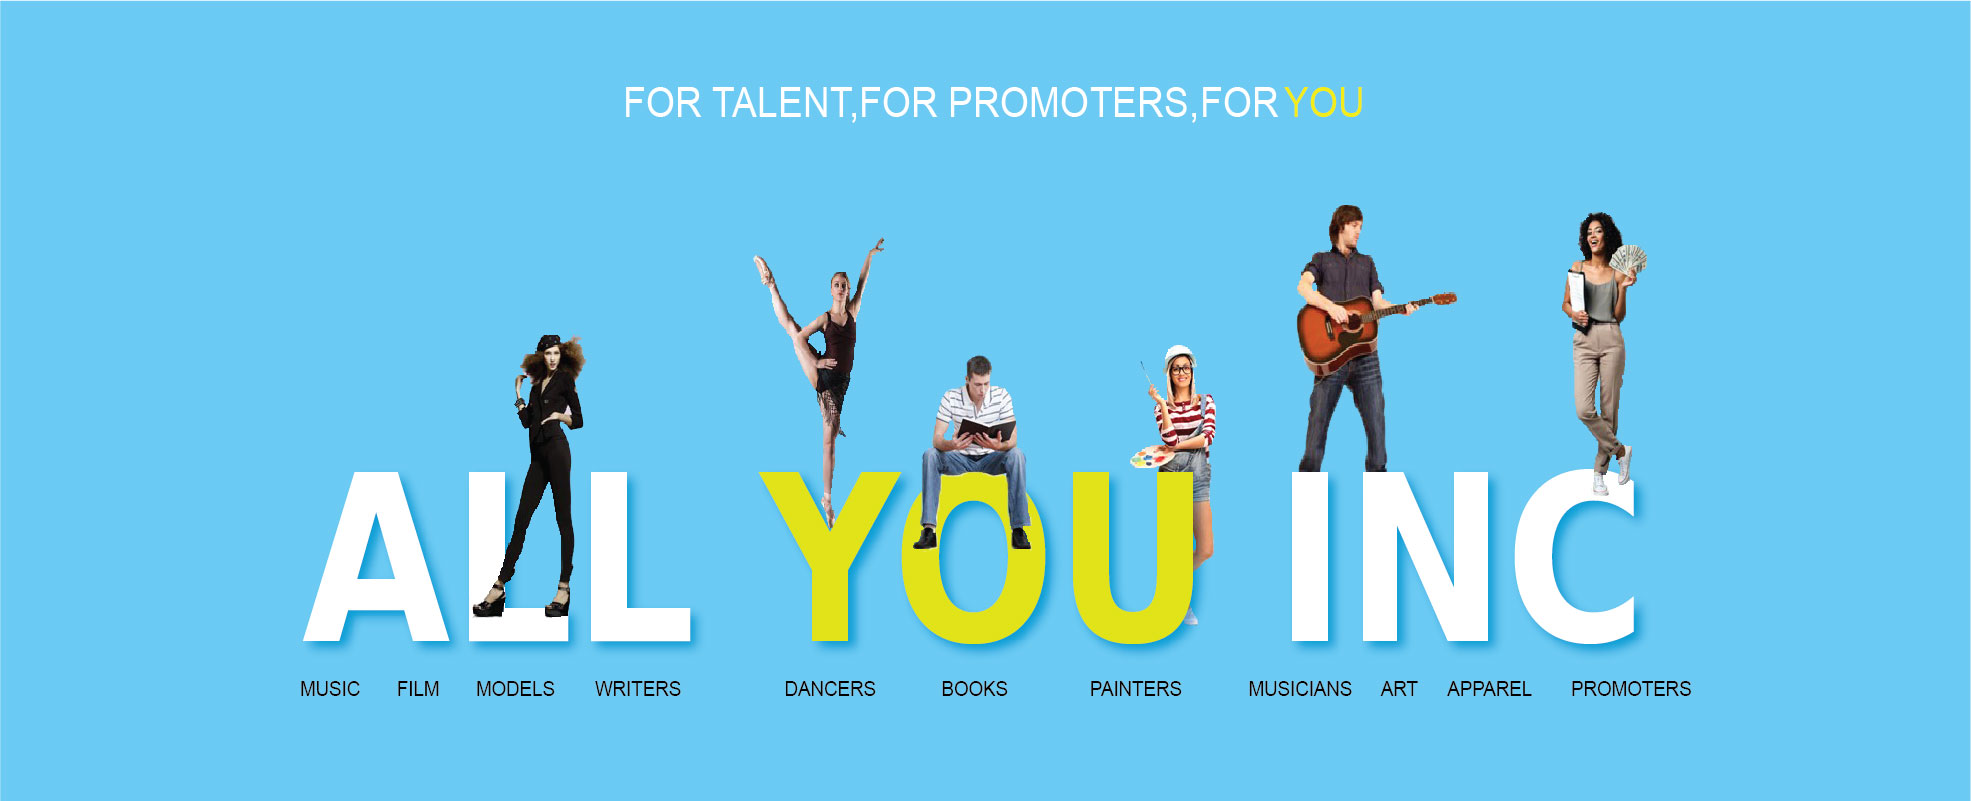 FOR TALENT,FOR PROMOTERS,FOR YOU
ALL YOU INC
MUSIC FILM MODELS WRITERS DANCERS BOOKS PAINTERS MUSICIANS ART APPAREL PROMOTERS